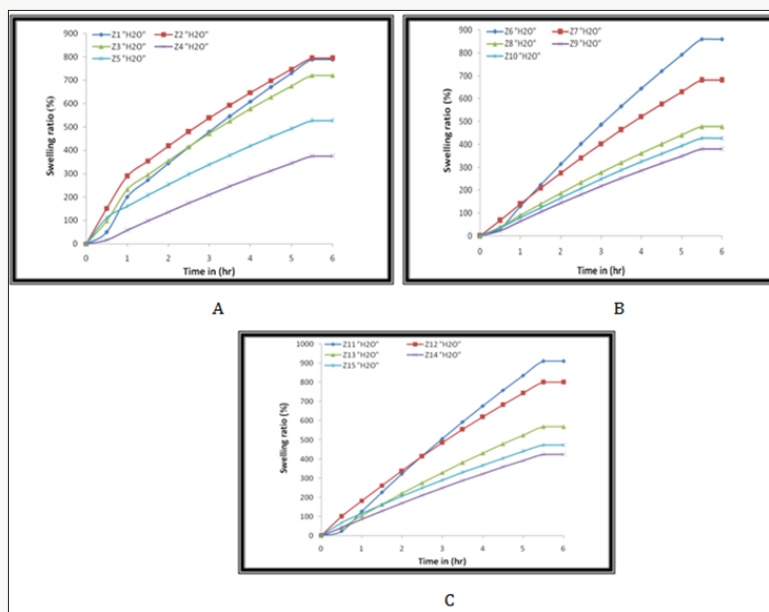 Z1 "H2O" Z2 "H2O"
Z3 "H2O" Z4 "H2O"
Z5 "H2O"
Swelling ratio (%)
900
800
700
600
500
400
300
200
100
0
0 1 2 3 4 5 6
Time in (hr)
A
Z6 "H2O" Z7 "H2O"
Z8 "H2O" Z9 "H2O"
Z10 "H2O"
Swelling ratio (%)
900
800
700
600
500
400
300
200
100
0
0 1 2 3 4 5 6
Time in (hr)
B
Z11 "H2O" Z12 "H2O"
Z13 "H2O" Z14 "H2O"
Z15 "H2O"
Swelling ratio (%)
1000
900
800
700
600
500
400
300
200
100
0
0 1 2 3 4 5 6
Time in (hr)
C